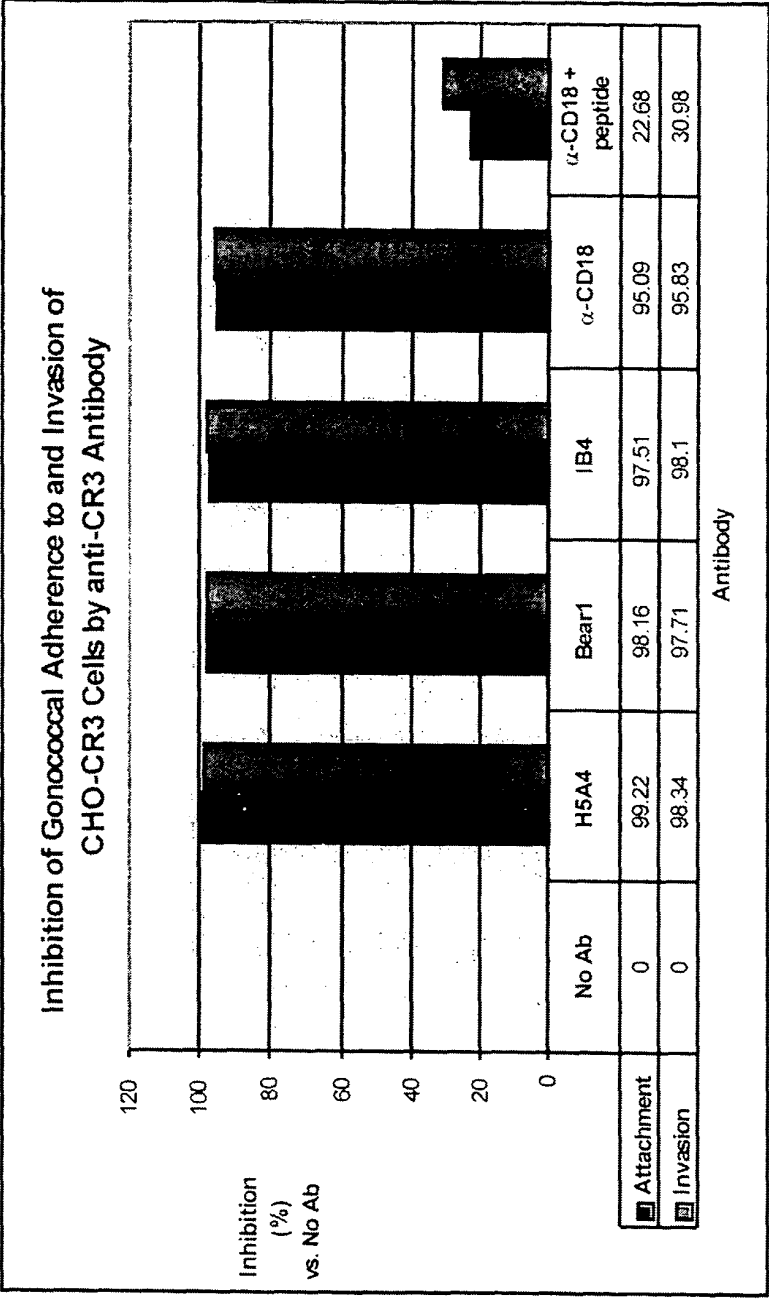 Inhibition of Gonococcal Adherence to and Invasion of
CHO-CR3 Cells by anti-CR3 Antibody
Inhibition
(%)
vs. No Ab
120
100
80
60
40
20
0
No Ab H5A4 Bear1 IB4 α-CD18 α-CD18 +
peptide
Attachment 0 99.22 98.16 97.51 95.09 22.68
Invasion 0 98.34 97.71 98.1 95.83 30.98
Antibody